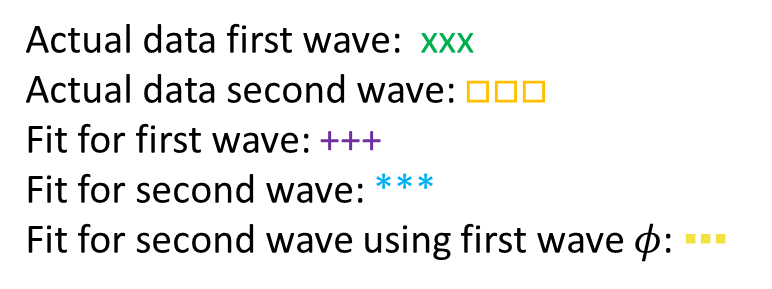 Actual data first wave: xxx
Actual data second wave: □□□
Fit for first wave: +++
Fit for second wave: ***
Fit for second wave using first wave ϕ: ▪▪▪